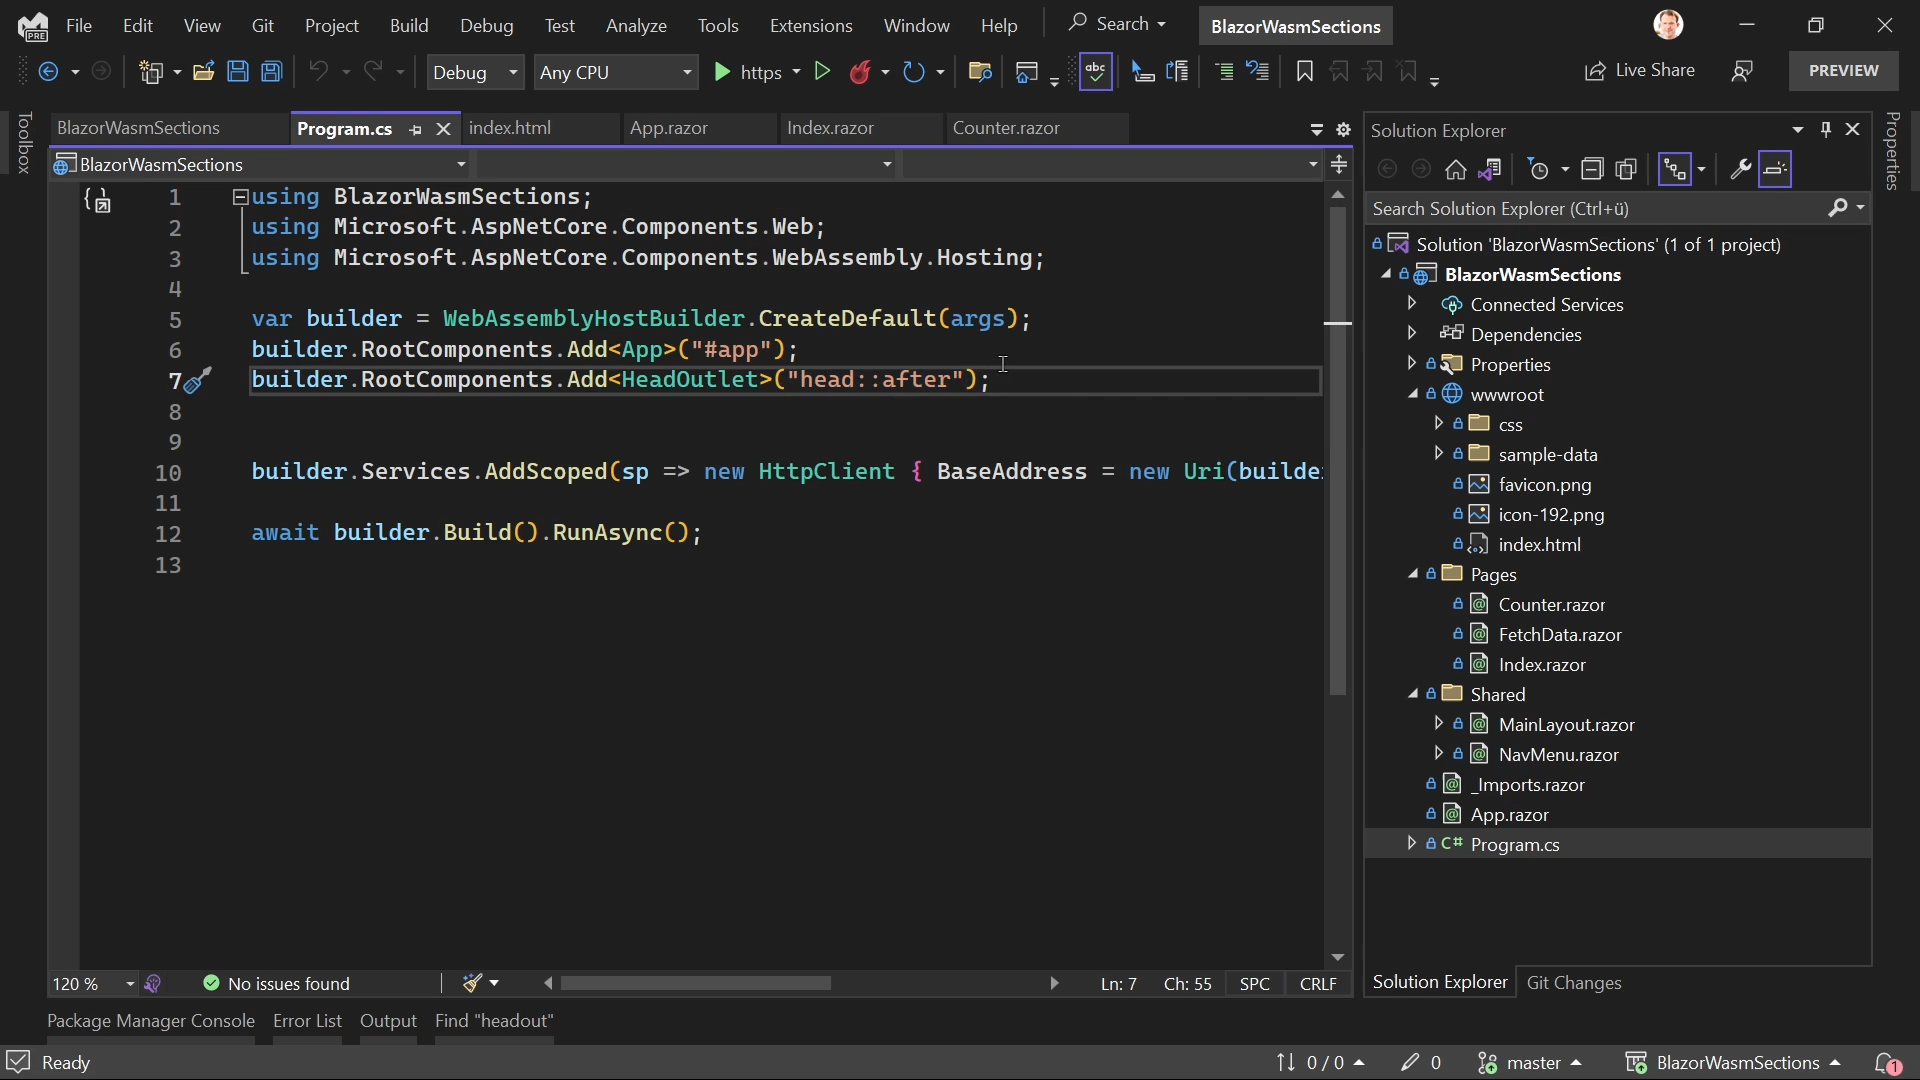 File Edit View Git Project Build Debug Test Analyze Tools Extensions Window Help Search BlazorWasmSections
PRE
Debug Any CPU https abc Live Share PREVIEW
Toolbox
BlazorWasmSections Program.cs index.html App.razor Index.razor Counter.razor
BlazorWasmSections
1 using BlazorWasmSections;
2 using Microsoft.AspNetCore.Components.Web;
3 using Microsoft.AspNetCore.Components.WebAssembly.Hosting;
4
5 var builder = WebAssemblyHostBuilder.CreateDefault(args);
6 builder.RootComponents.Add<App>("#app");
7 builder.RootComponents.Add<HeadOutlet>("head::after");
8
9
10 builder.Services.AddScoped(sp => new HttpClient { BaseAddress = new Uri(builde
11
12 await builder.Build().RunAsync();
13
120 % No issues found Ln: 7 Ch: 55 SPC CRLF
Solution Explorer
Properties
Search Solution Explorer (Ctrl+ü)
Solution 'BlazorWasmSections' (1 of 1 project)
BlazorWasmSections
Connected Services
Dependencies
Properties
wwwroot
css
sample-data
favicon.png
icon-192.png
index.html
Pages
Counter.razor
FetchData.razor
Index.razor
Shared
MainLayout.razor
NavMenu.razor
_Imports.razor
App.razor
C# Program.cs
Solution Explorer Git Changes
Package Manager Console Error List Output Find "headout"
Ready 0 / 0 0 master BlazorWasmSections 1